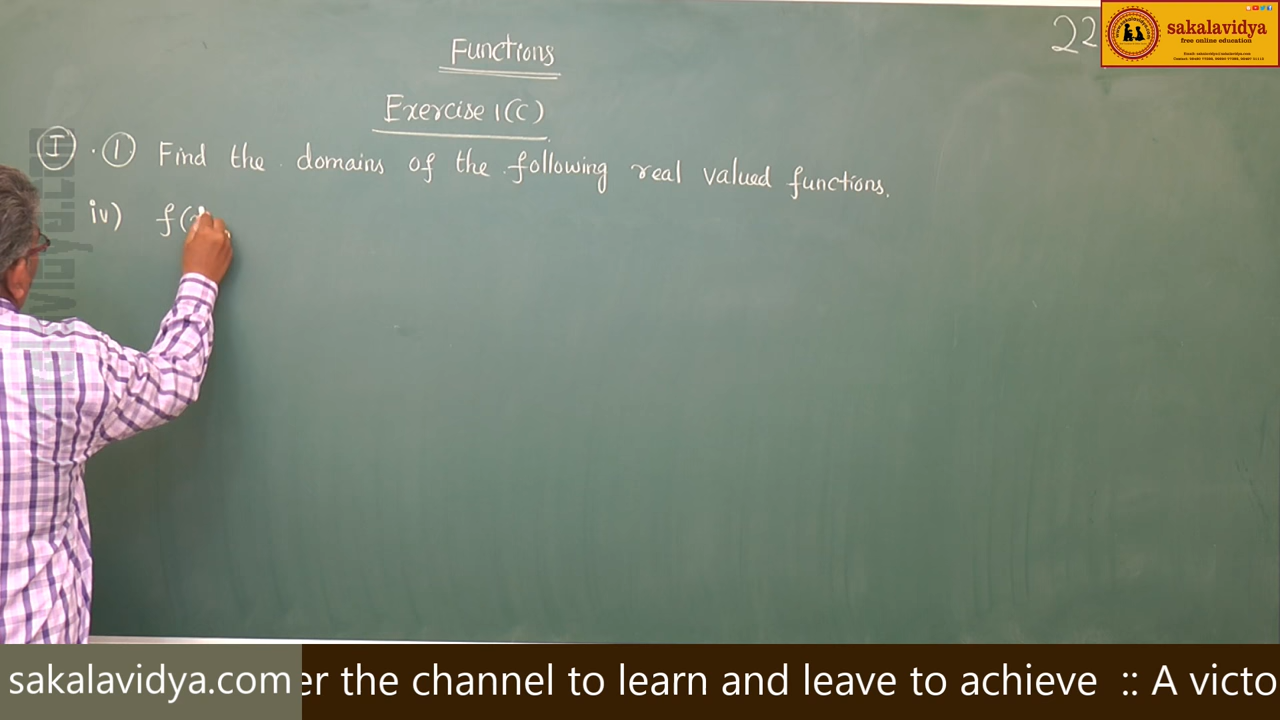 Functions
22
sakalavidya
free online education
Exercise 1(C)
I . 1 Find the domains of the following real valued functions.
iv) f(
sakalavidya.com er the channel to learn and leave to achieve :: A victo